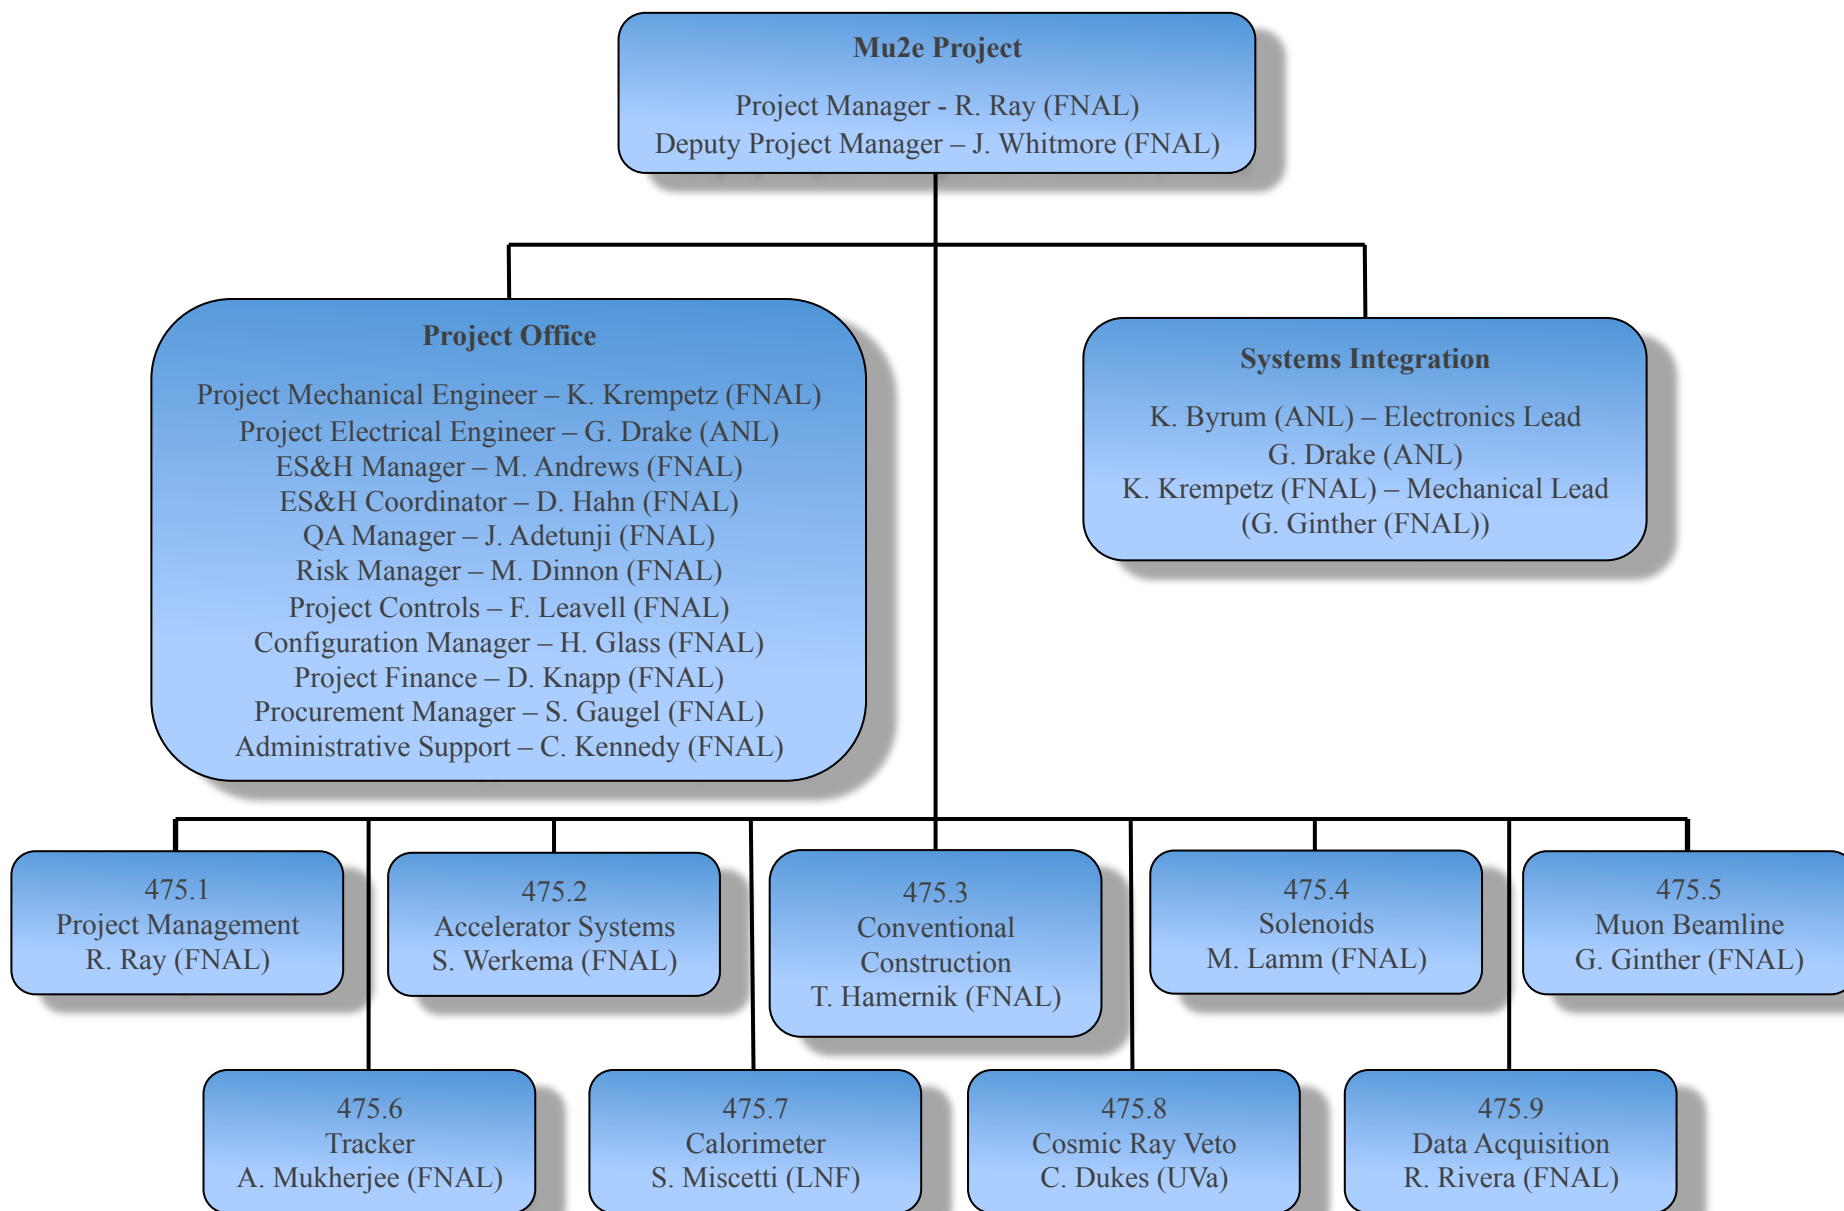 Mu2e Project
Project Manager - R. Ray (FNAL)
Deputy Project Manager – J. Whitmore (FNAL)
Project Office
Project Mechanical Engineer – K. Krempetz (FNAL)
Project Electrical Engineer – G. Drake (ANL)
ES&H Manager – M. Andrews (FNAL)
ES&H Coordinator – D. Hahn (FNAL)
QA Manager – J. Adetunji (FNAL)
Risk Manager – M. Dinnon (FNAL)
Project Controls – F. Leavell (FNAL)
Configuration Manager – H. Glass (FNAL)
Project Finance – D. Knapp (FNAL)
Procurement Manager – S. Gaugel (FNAL)
Administrative Support – C. Kennedy (FNAL)
Systems Integration
K. Byrum (ANL) – Electronics Lead
G. Drake (ANL)
K. Krempetz (FNAL) – Mechanical Lead
(G. Ginther (FNAL))
475.1
Project Management
R. Ray (FNAL)
475.2
Accelerator Systems
S. Werkema (FNAL)
475.3
Conventional
Construction
T. Hamernik (FNAL)
475.4
Solenoids
M. Lamm (FNAL)
475.5
Muon Beamline
G. Ginther (FNAL)
475.6
Tracker
A. Mukherjee (FNAL)
475.7
Calorimeter
S. Miscetti (LNF)
475.8
Cosmic Ray Veto
C. Dukes (UVa)
475.9
Data Acquisition
R. Rivera (FNAL)